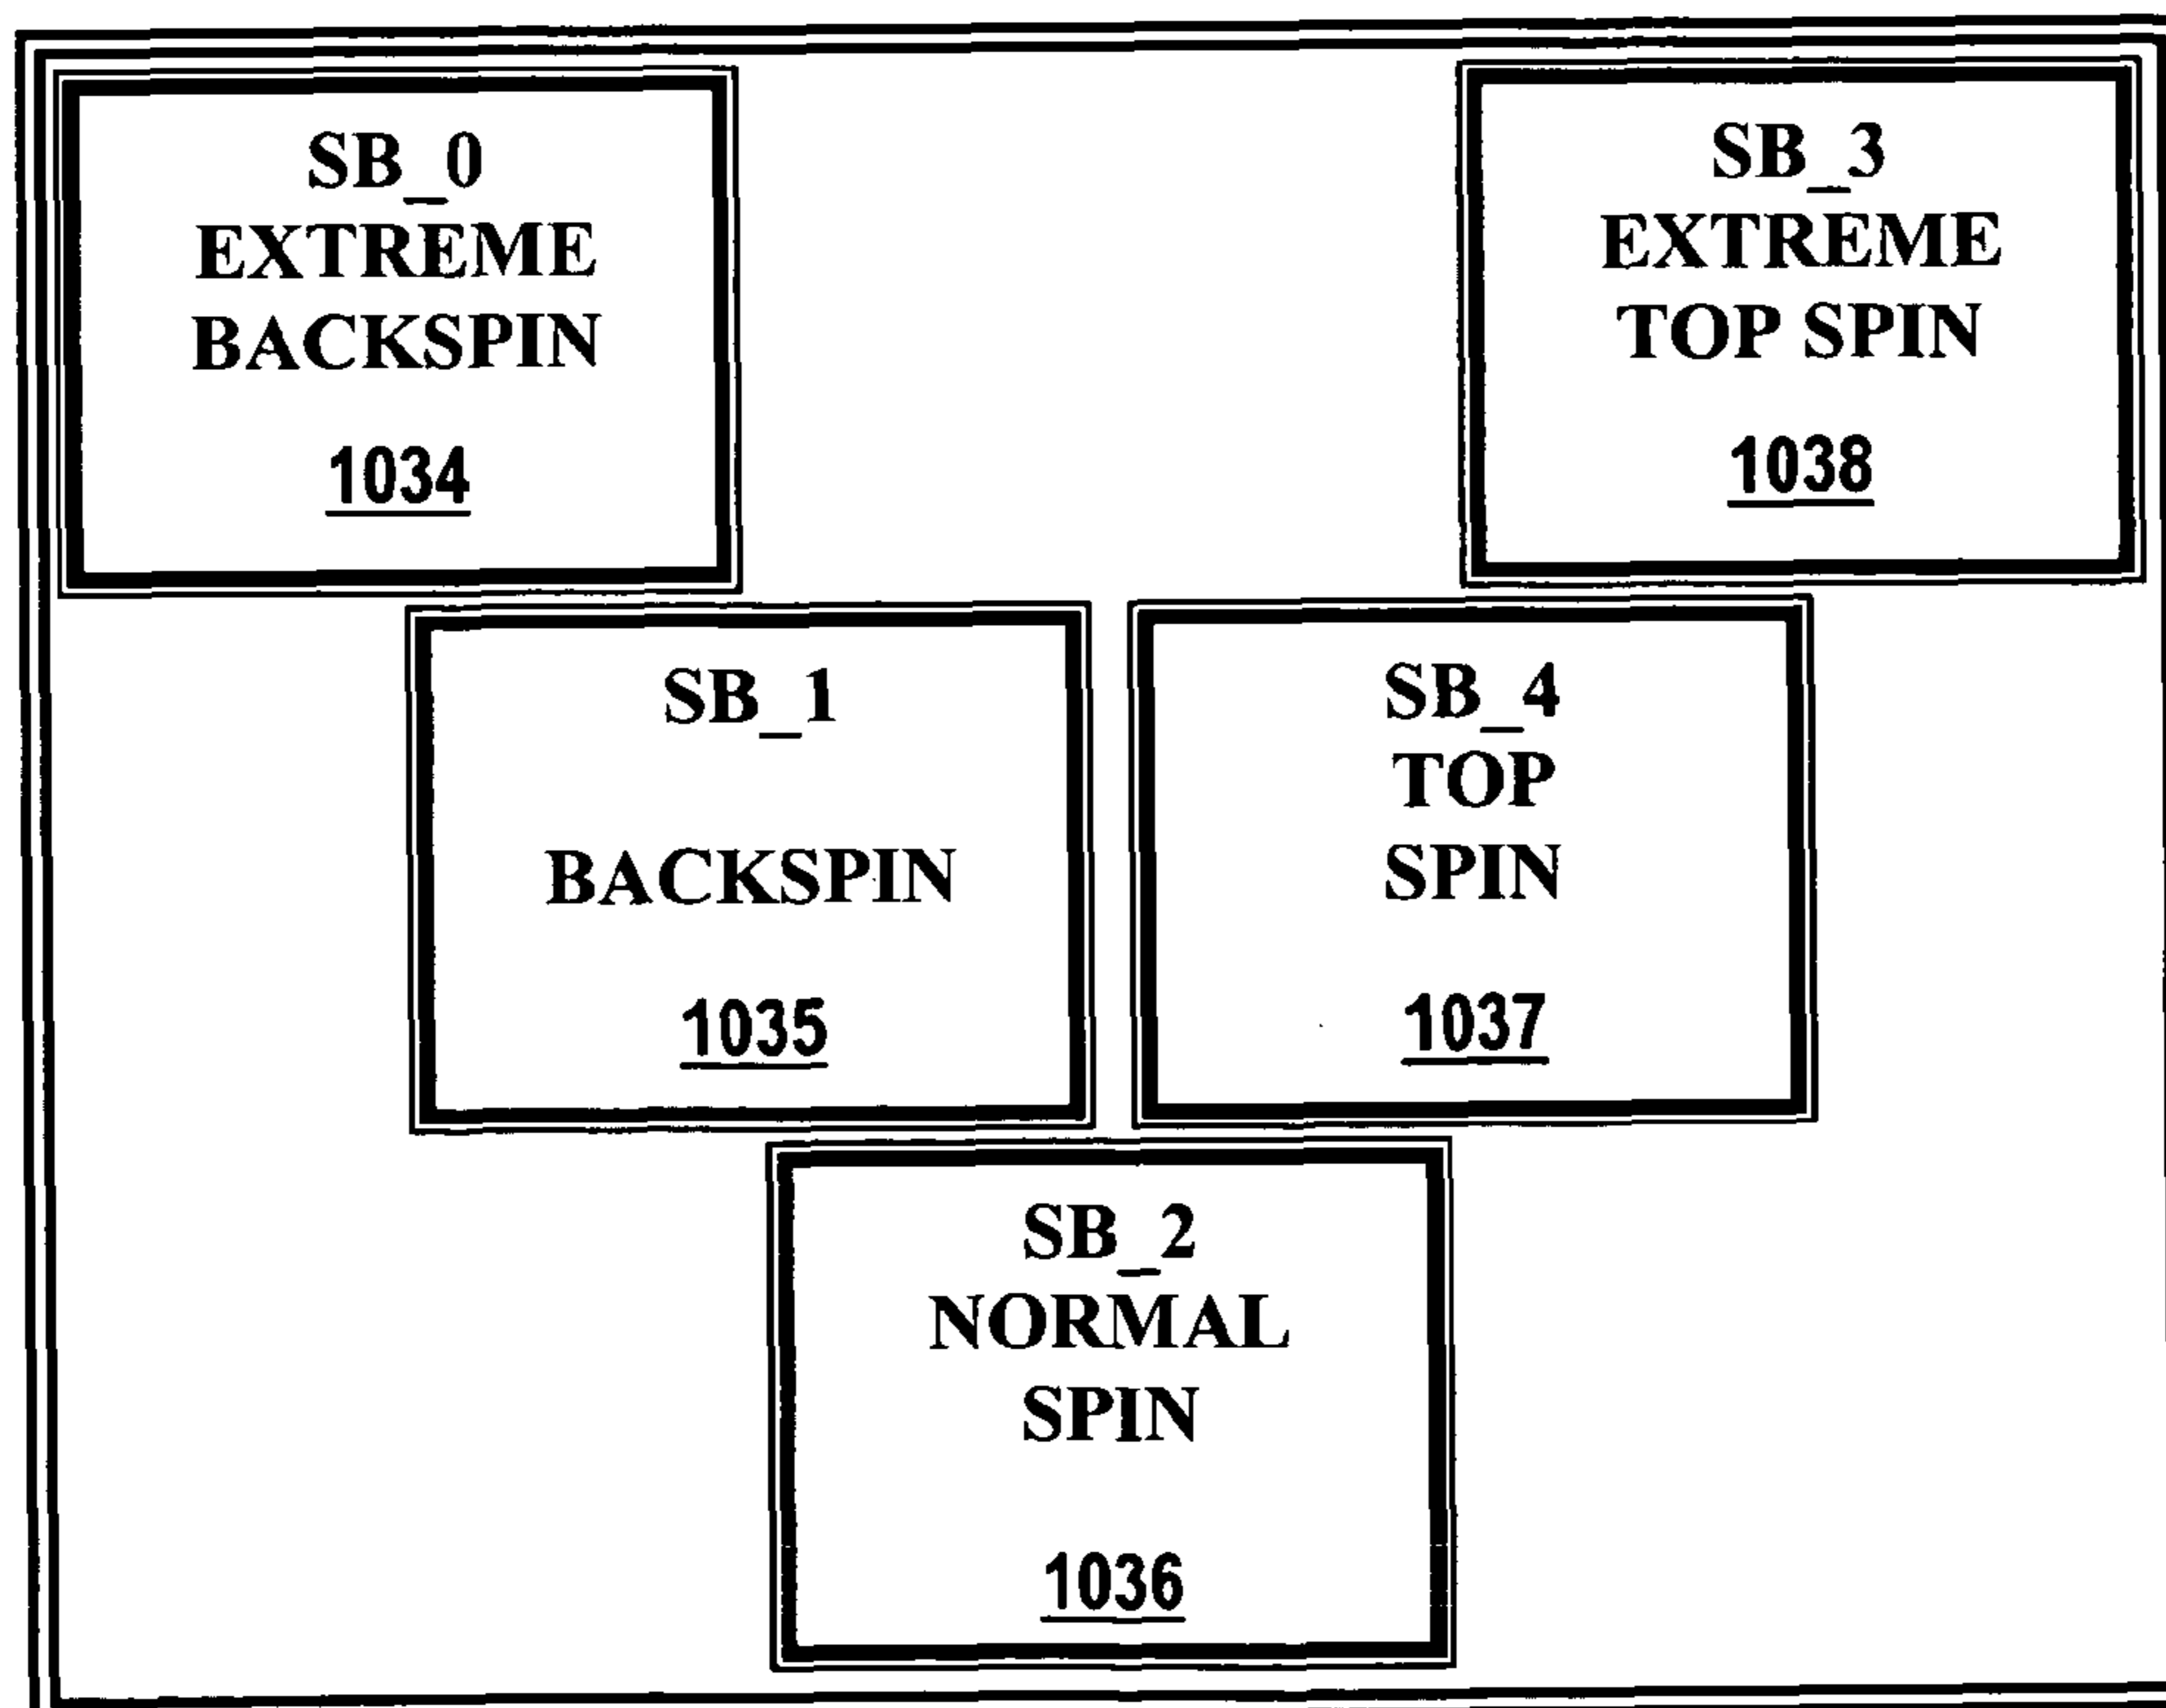 SB_0
EXTREME
BACKSPIN
1034
SB_3
EXTREME
TOP SPIN
1038
SB_1
BACKSPIN
1035
SB_4
TOP
SPIN
1037
SB_2
NORMAL
SPIN
1036